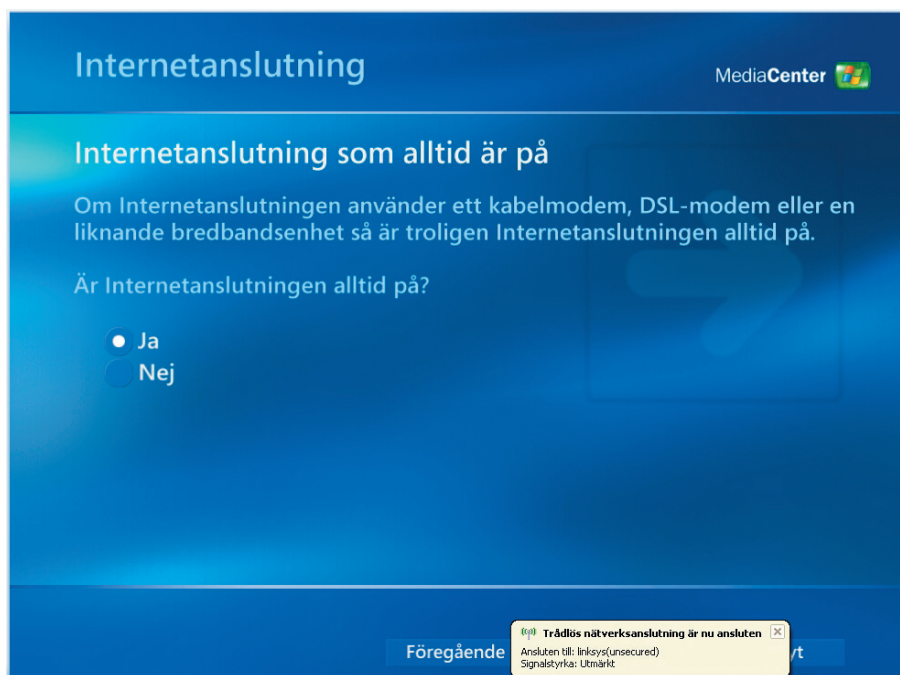 Internetanslutning
MediaCenter
Internetanslutning som alltid är på
Om Internetanslutningen använder ett kabelmodem, DSL-modem eller en
liknande bredbandsenhet så är troligen Internetanslutningen alltid på.
Är Internetanslutningen alltid på?
Ja
Nej
Föregående
Trådlös nätverksanslutning är nu ansluten
Ansluten till: linksys(unsecured)
Signalstyrka: Utmärkt